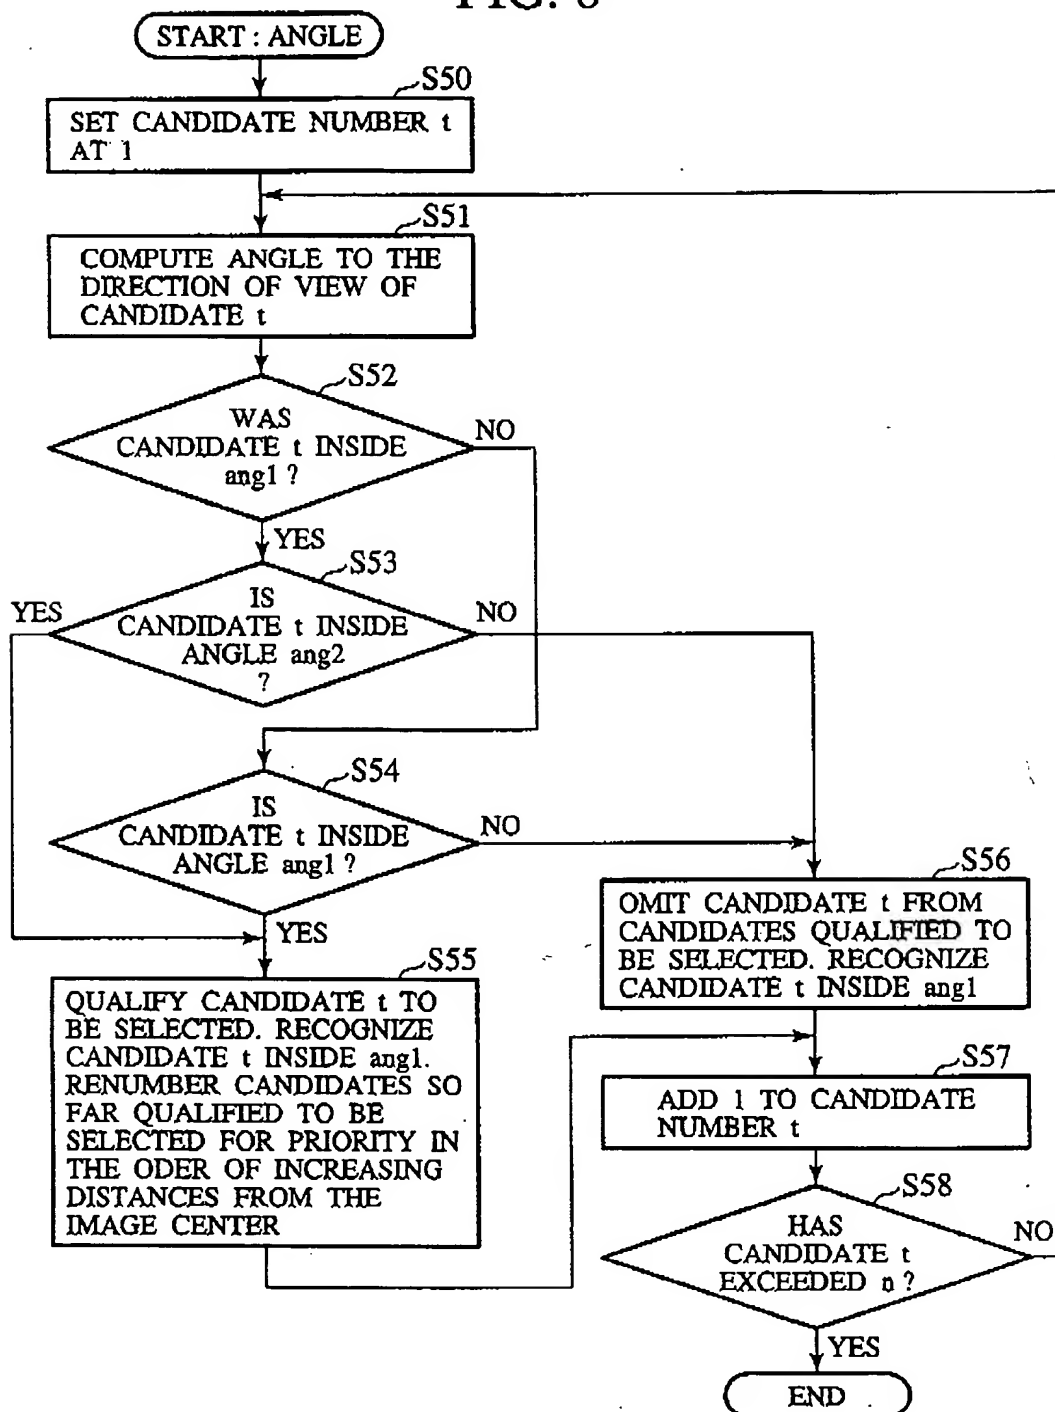 START : ANGLE
S50
SET CANDIDATE NUMBER t
AT 1
S51
COMPUTE ANGLE TO THE
DIRECTION OF VIEW OF
CANDIDATE t
S52
WAS
CANDIDATE t INSIDE
ang1 ?
NO
YES
S53
IS
CANDIDATE t INSIDE
ANGLE ang2
?
YES
NO
S54
IS
CANDIDATE t INSIDE
ANGLE ang1 ?
NO
YES
S55
QUALIFY CANDIDATE t TO
BE SELECTED. RECOGNIZE
CANDIDATE t INSIDE ang1.
RENUMBER CANDIDATES SO
FAR QUALIFIED TO BE
SELECTED FOR PRIORITY IN
THE ODER OF INCREASING
DISTANCES FROM THE
IMAGE CENTER
S56
OMIT CANDIDATE t FROM
CANDIDATES QUALIFIED TO
BE SELECTED. RECOGNIZE
CANDIDATE t INSIDE ang1
S57
ADD 1 TO CANDIDATE
NUMBER t
S58
HAS
CANDIDATE t
EXCEEDED n ?
NO
YES
END